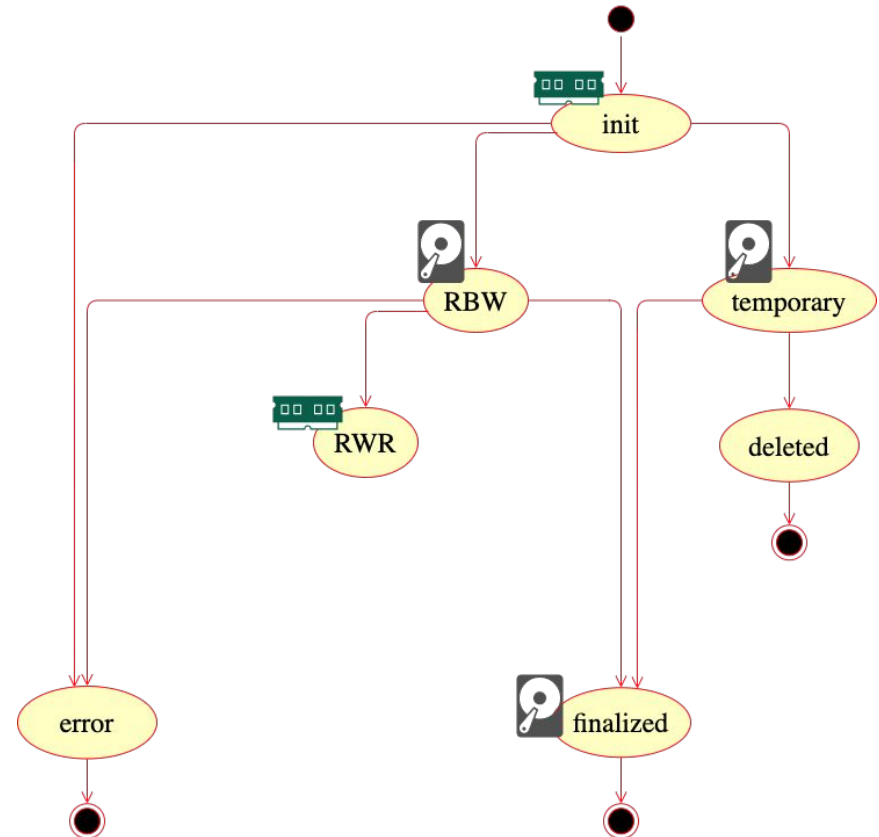 init
RBW
temporary
RWR
deleted
error
finalized